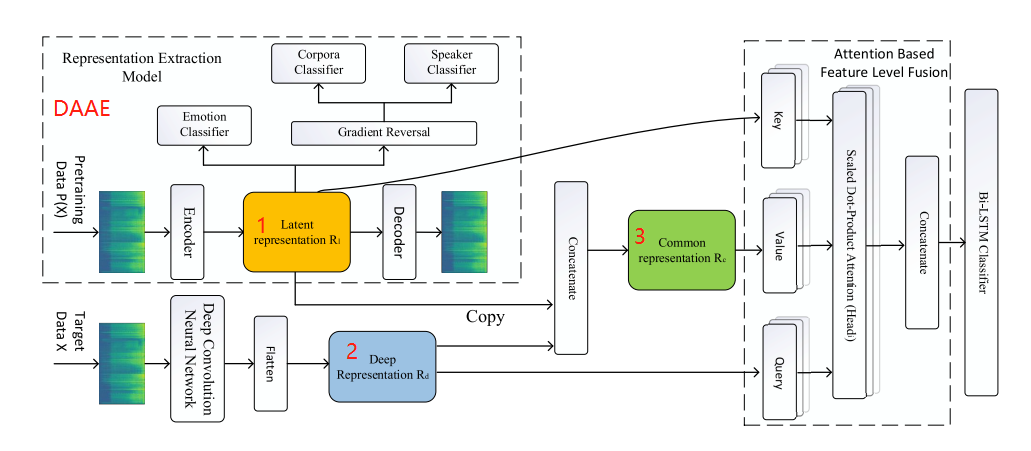 Representation Extraction
Model
DAAE
Corpora
Classifier
Speaker
Classifier
Emotion
Classifier
Gradient Reversal
Pretraining
Data P(X)
Encoder
1
Latent
representation Rl
Decoder
Copy
Target
Data X
Deep Convolution
Neural Network
Flatten
2
Deep
Representation Rd
Concatenate
3
Common
representation Rc
Attention Based
Feature Level Fusion
Key
Value
Query
Scaled Dot-Product Attention (Head)
Concatenate
Bi-LSTM Classifier